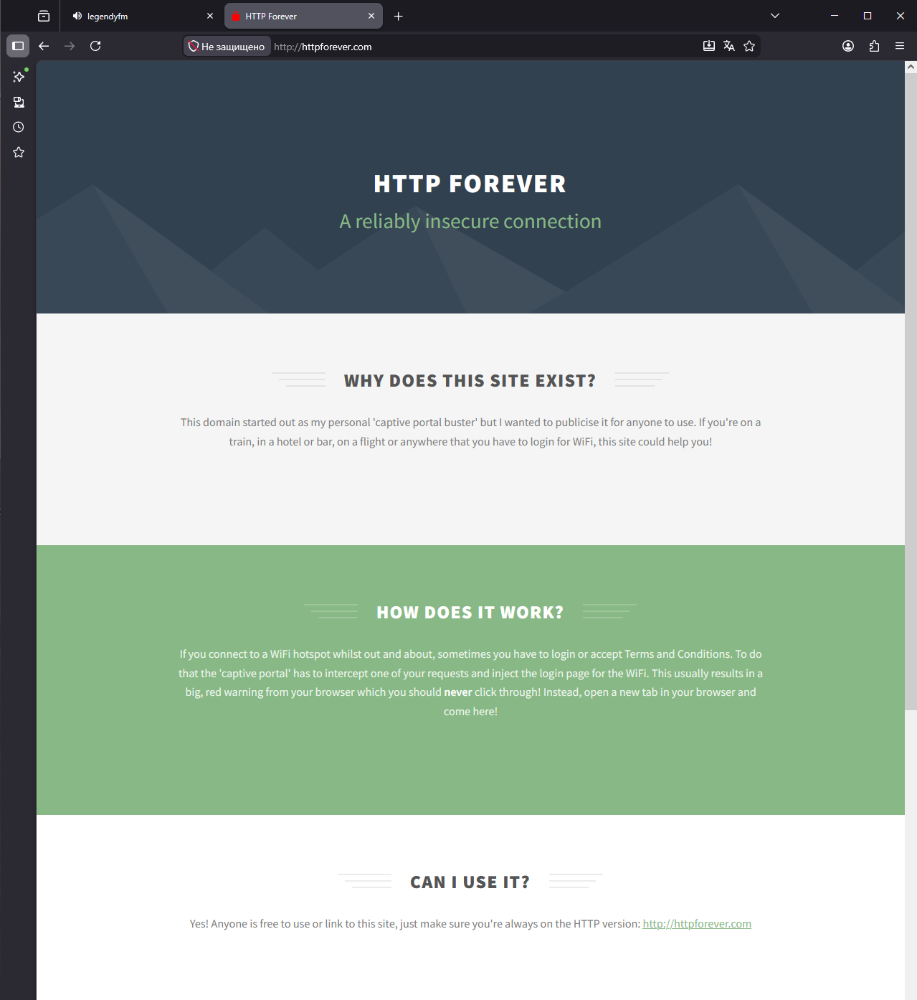 legendyfm
HTTP Forever
Не защищено
http://httpforever.com
HTTP FOREVER
A reliably insecure connection
WHY DOES THIS SITE EXIST?
This domain started out as my personal 'captive portal buster' but I wanted to publicise it for anyone to use. If you're on a
train, in a hotel or bar, on a flight or anywhere that you have to login for WiFi, this site could help you!
HOW DOES IT WORK?
If you connect to a WiFi hotspot whilst out and about, sometimes you have to login or accept Terms and Conditions. To do
that the 'captive portal' has to intercept one of your requests and inject the login page for the WiFi. This usually results in a
big, red warning from your browser which you should never click through! Instead, open a new tab in your browser and
come here!
CAN I USE IT?
Yes! Anyone is free to use or link to this site, just make sure you're always on the HTTP version: http://httpforever.com